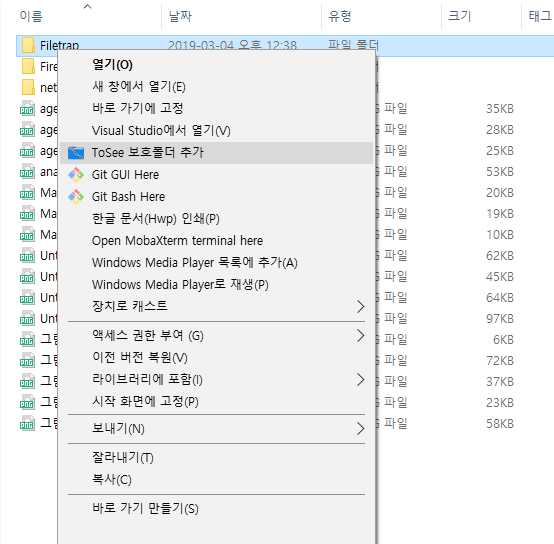 이름 날짜 유형 크기 태그
Filetrap 2019-03-04 오후 12:38 파일 폴더
열기(O)
새 창에서 열기(E)
바로 가기에 고정
Visual Studio에서 열기(V)
ToSee 보호폴더 추가
Git GUI Here
Git Bash Here
한글 문서(Hwp) 인쇄(P)
Open MobaXterm terminal here
Windows Media Player 목록에 추가(A)
Windows Media Player로 재생(P)
장치로 캐스트
액세스 권한 부여 (G)
이전 버전 복원(V)
라이브러리에 포함(I)
시작 화면에 고정(P)
보내기(N)
잘라내기(T)
복사(C)
바로 가기 만들기(S)
Fire
net
age G 파일 35KB
age G 파일 28KB
age G 파일 25KB
ana G 파일 53KB
Ma G 파일 20KB
Ma G 파일 19KB
Ma G 파일 10KB
Unt G 파일 62KB
Unt G 파일 45KB
Unt G 파일 64KB
Unt G 파일 97KB
그림 G 파일 6KB
그림 G 파일 72KB
그림 G 파일 37KB
그림 G 파일 23KB
그림 G 파일 58KB